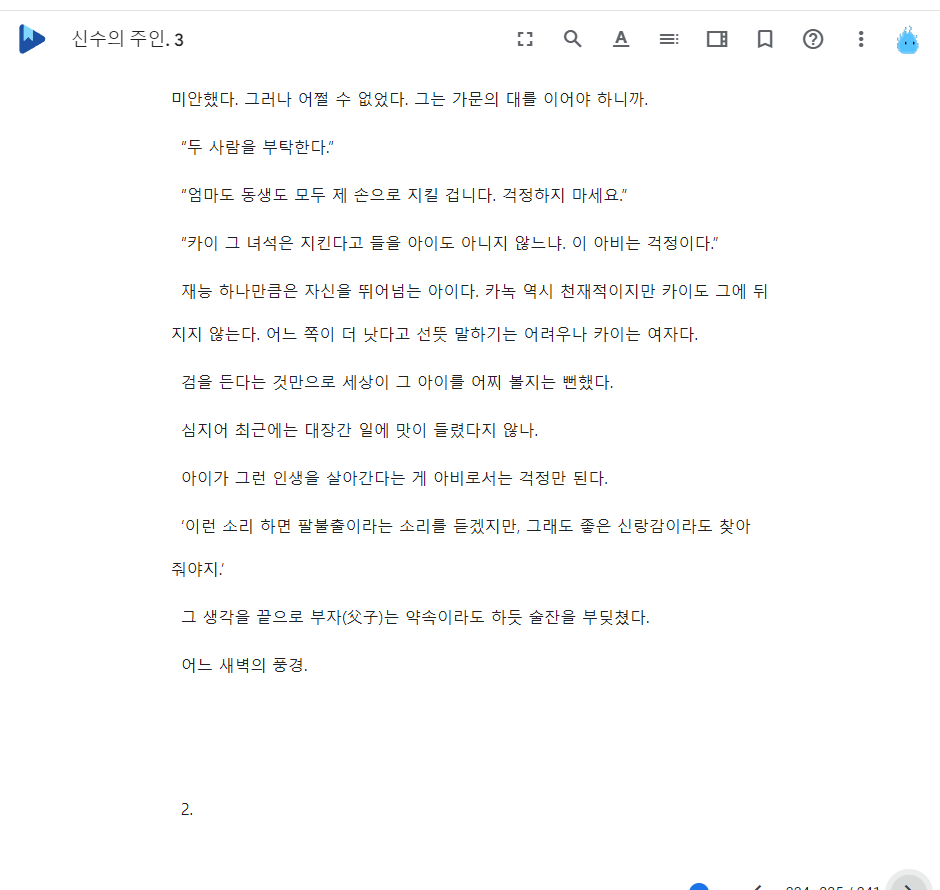 신수의 주인. 3
미안했다. 그러나 어쩔 수 없었다. 그는 가문의 대를 이어야 하니까.
“두 사람을 부탁한다.”
“엄마도 동생도 모두 제 손으로 지킬 겁니다. 걱정하지 마세요.”
“카이 그 녀석은 지킨다고 들을 아이도 아니지 않느냐. 이 아비는 걱정이다.”
재능 하나만큼은 자신을 뛰어넘는 아이다. 카녹 역시 천재적이지만 카이도 그에 뒤
지지 않는다. 어느 쪽이 더 낫다고 선뜻 말하기는 어려우나 카이는 여자다.
검을 든다는 것만으로 세상이 그 아이를 어찌 볼지는 뻔했다.
심지어 최근에는 대장간 일에 맛이 들렸다지 않나.
아이가 그런 인생을 살아간다는 게 아비로서는 걱정만 된다.
‘이런 소리 하면 팔불출이라는 소리를 듣겠지만, 그래도 좋은 신랑감이라도 찾아
줘야지.’
그 생각을 끝으로 부자(父子)는 약속이라도 하듯 술잔을 부딪쳤다.
어느 새벽의 풍경.
2.